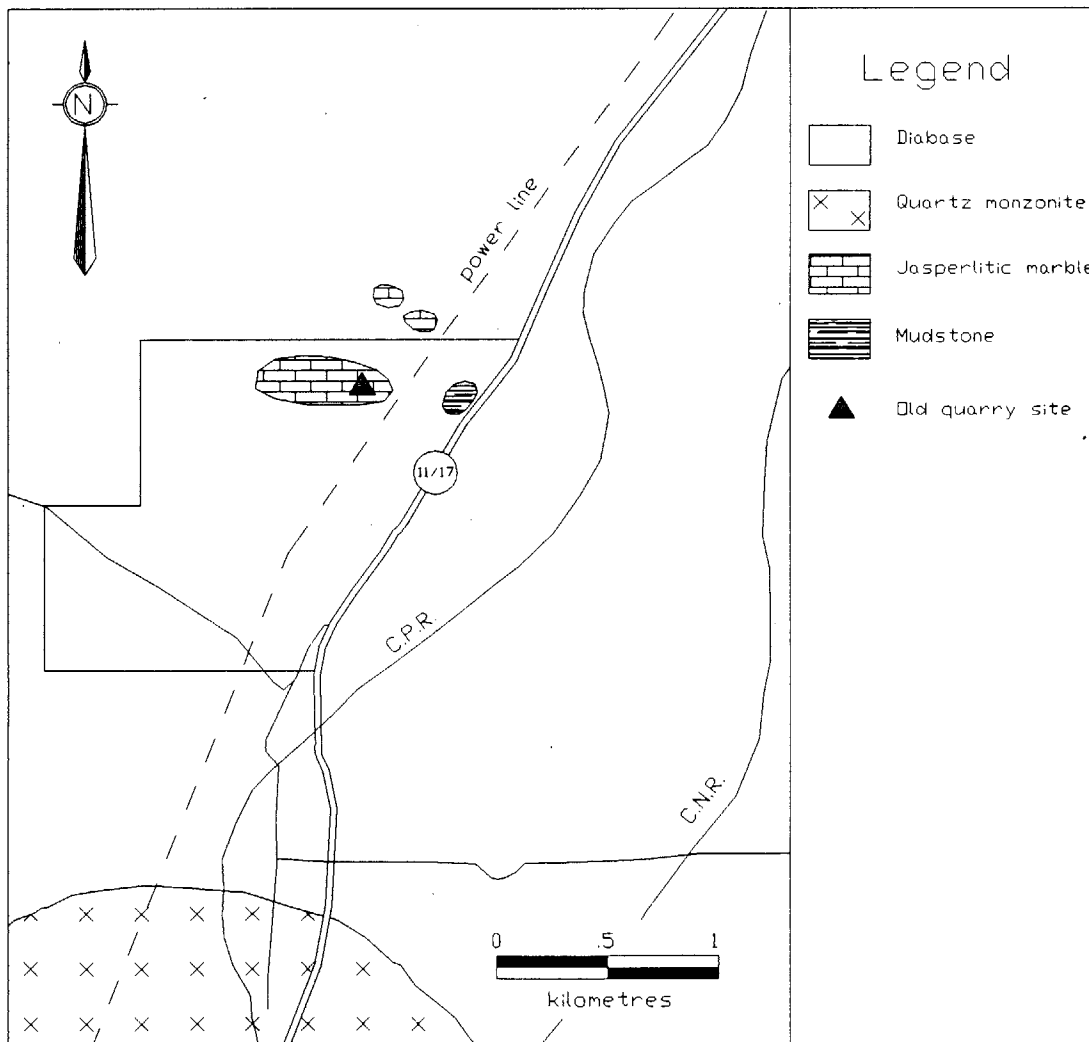 N
power line
11/17
C.P.R.
C.N.R.
0 .5 1
kilometres
Legend
Diabase
Quartz monzonite
Jasperlitic marble
Mudstone
Old quarry site